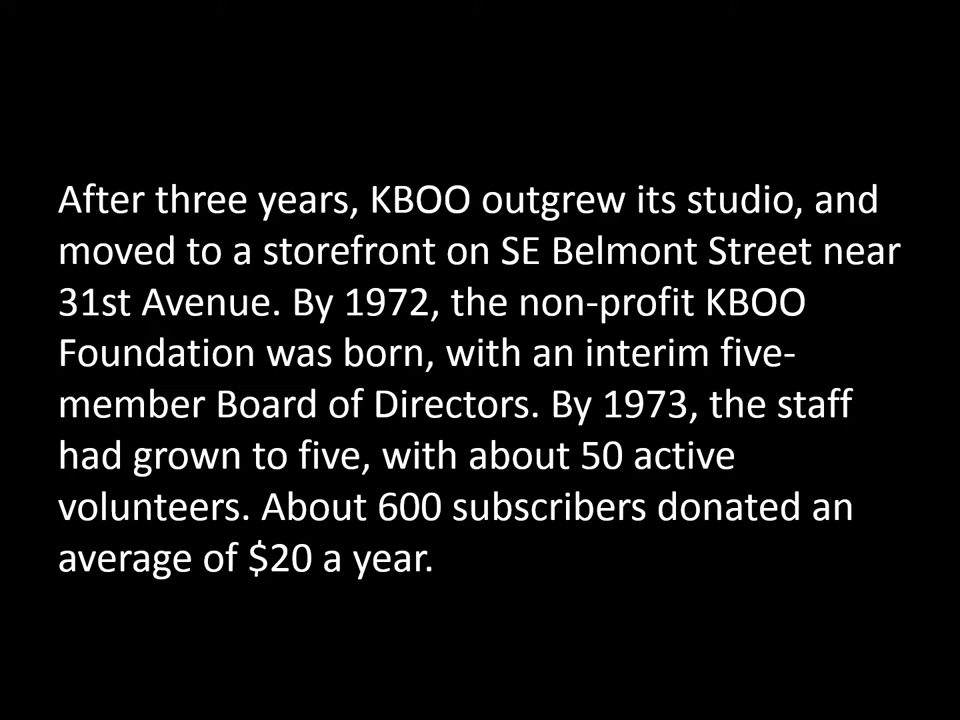 After three years, KBOO outgrew its studio, and
moved to a storefront on SE Belmont Street near
31st Avenue. By 1972, the non-profit KBOO
Foundation was born, with an interim five-
member Board of Directors. By 1973, the staff
had grown to five, with about 50 active
volunteers. About 600 subscribers donated an
average of $20 a year.